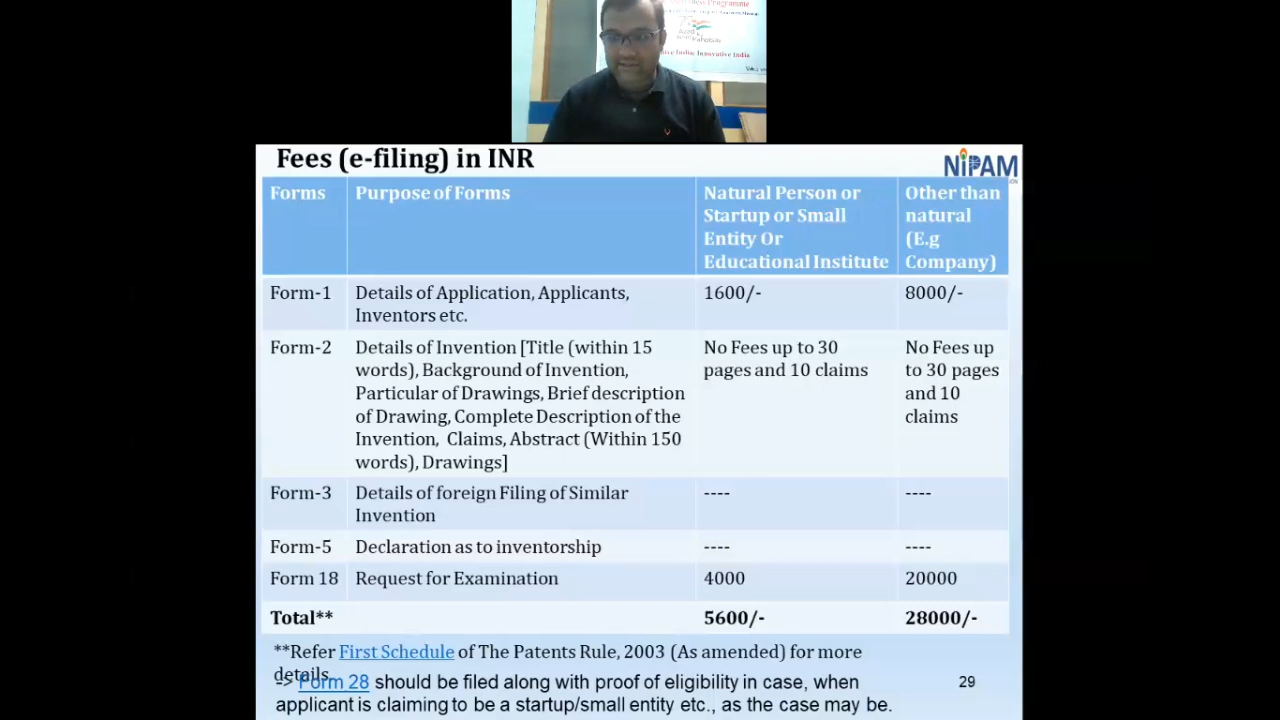 Programme
Azadi Ka
Mahotsav
Innovative India
Fees (e-filing) in INR
NiPAM
Forms
Purpose of Forms
Natural Person or
Startup or Small
Entity Or
Educational Institute
Other than
natural
(E.g
Company)
Form-1
Details of Application, Applicants,
Inventors etc.
1600/-
8000/-
Form-2
Details of Invention [Title (within 15
words), Background of Invention,
Particular of Drawings, Brief description
of Drawing, Complete Description of the
Invention, Claims, Abstract (Within 150
words), Drawings]
No Fees up to 30
pages and 10 claims
No Fees up
to 30 pages
and 10
claims
Form-3
Details of foreign Filing of Similar
Invention
----
----
Form-5
Declaration as to inventorship
----
----
Form 18
Request for Examination
4000
20000
Total**
5600/-
28000/-
**Refer First Schedule of The Patents Rule, 2003 (As amended) for more
details.
-> Form 28 should be filed along with proof of eligibility in case, when
applicant is claiming to be a startup/small entity etc., as the case may be.
29